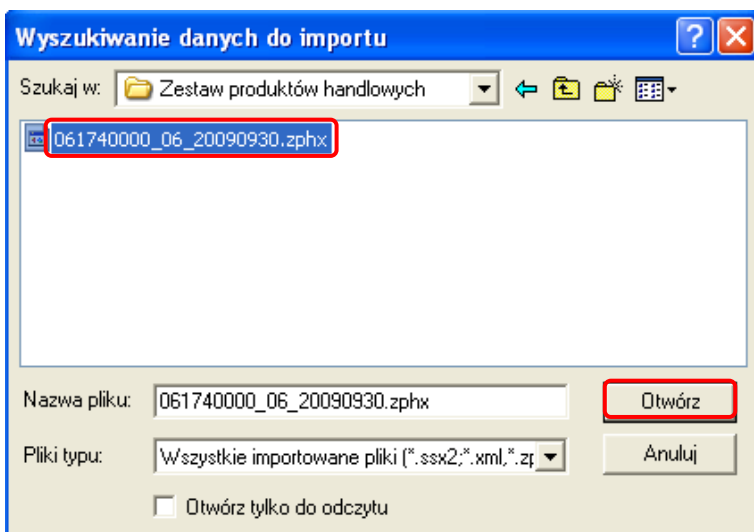 Wyszukiwanie danych do importu
Szukaj w: Zestaw produktów handlowych
061740000_06_20090930.zphx
Nazwa pliku: 061740000_06_20090930.zphx Otwórz
Pliki typu: Wszystkie importowane pliki (*.ssx2;*.xml,*.z Anuluj
Otwórz tylko do odczytu